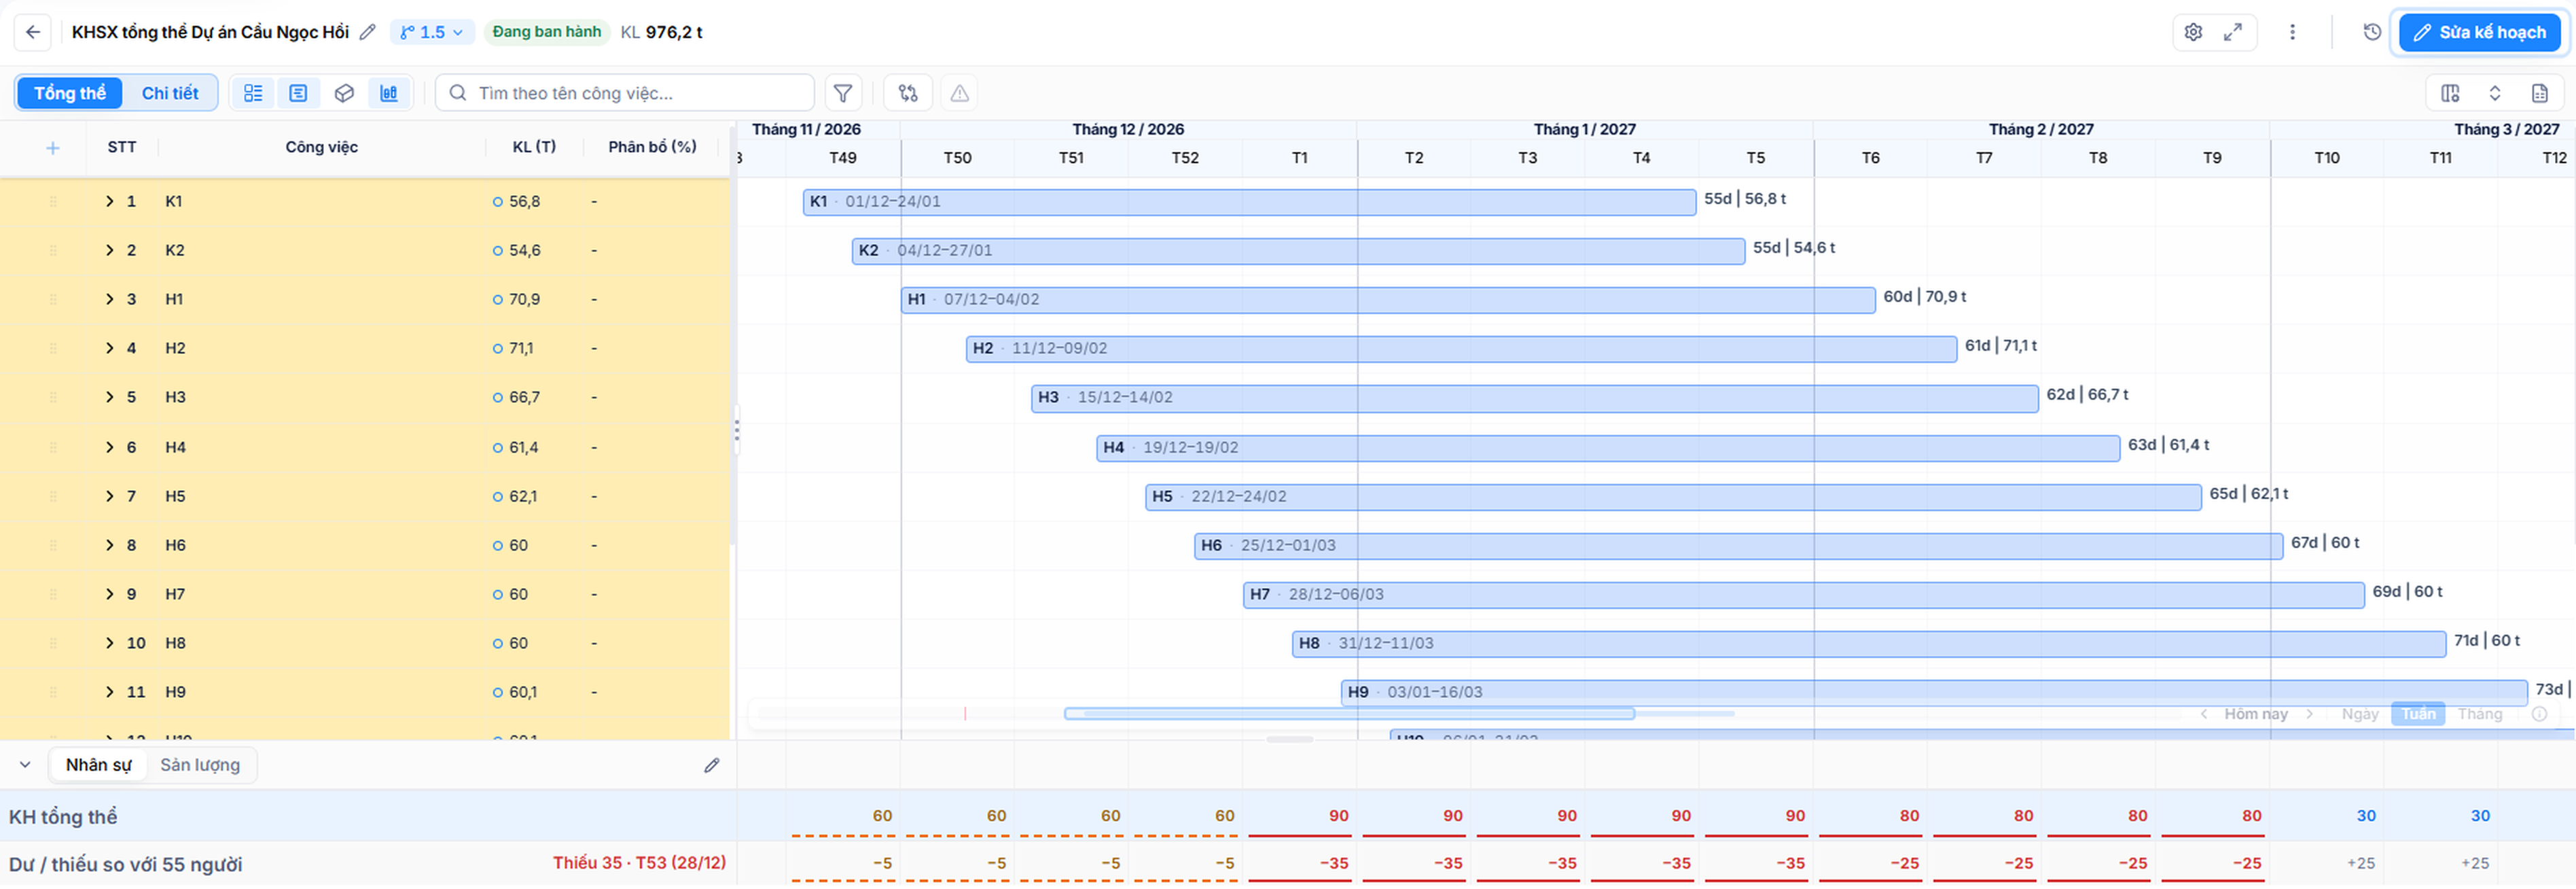 KHSX tổng thể Dự án Cầu Ngọc Hồi 1.5 Đang ban hành KL 976,2 t Sửa kế hoạch
Tổng thể Chi tiết Tìm theo tên công việc...
STT Công việc KL (T) Phân bổ (%)
Tháng 11 / 2026 Tháng 12 / 2026 Tháng 1 / 2027 Tháng 2 / 2027 Tháng 3 / 2027
T49 T50 T51 T52 T1 T2 T3 T4 T5 T6 T7 T8 T9 T10 T11 T12
1 K1 56,8 - K1 · 01/12–24/01 55d | 56,8 t
2 K2 54,6 - K2 · 04/12–27/01 55d | 54,6 t
3 H1 70,9 - H1 · 07/12–04/02 60d | 70,9 t
4 H2 71,1 - H2 · 11/12–09/02 61d | 71,1 t
5 H3 66,7 - H3 · 15/12–14/02 62d | 66,7 t
6 H4 61,4 - H4 · 19/12–19/02 63d | 61,4 t
7 H5 62,1 - H5 · 22/12–24/02 65d | 62,1 t
8 H6 60 - H6 · 25/12–01/03 67d | 60 t
9 H7 60 - H7 · 28/12–06/03 69d | 60 t
10 H8 60 - H8 · 31/12–11/03 71d | 60 t
11 H9 60,1 - H9 · 03/01–16/03 73d |
Hôm nay Ngày Tuần Tháng
Nhân sự Sản lượng
KH tổng thể 60 60 60 60 90 90 90 90 90 80 80 80 80 30 30
Dư / thiếu so với 55 người Thiếu 35 · T53 (28/12) −5 −5 −5 −5 −35 −35 −35 −35 −35 −25 −25 −25 −25 +25 +25